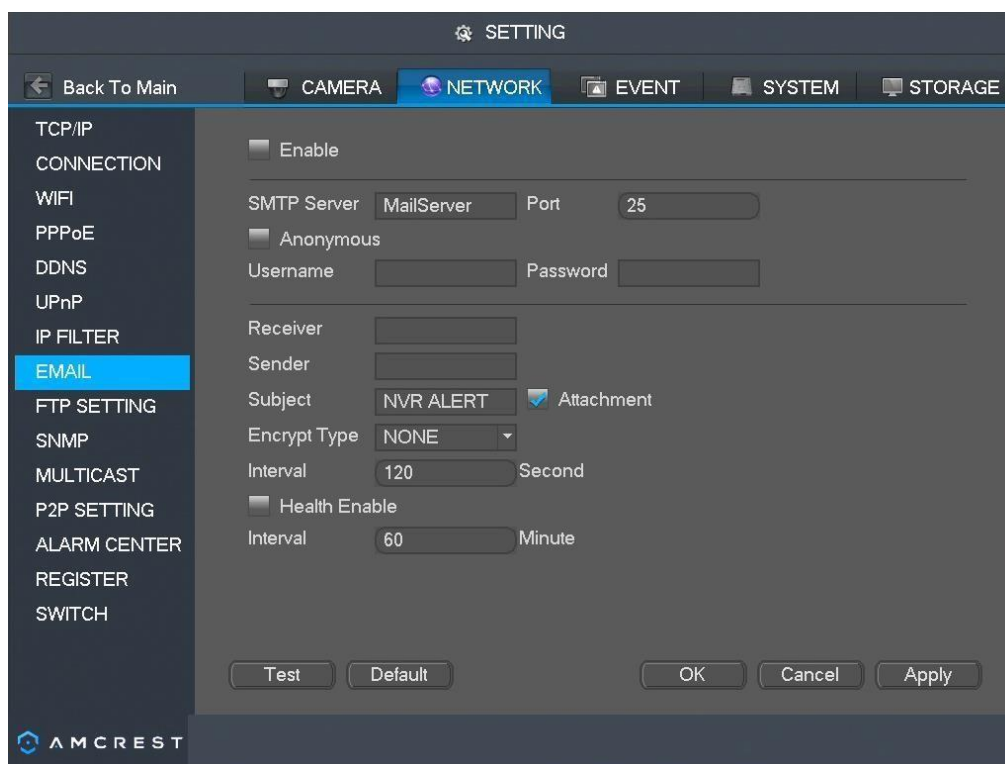 SETTING
Back To Main
CAMERA
NETWORK
EVENT
SYSTEM
STORAGE
TCP/IP
CONNECTION
WIFI
PPPoE
DDNS
UPnP
IP FILTER
EMAIL
FTP SETTING
SNMP
MULTICAST
P2P SETTING
ALARM CENTER
REGISTER
SWITCH
Enable
SMTP Server MailServer Port 25
Anonymous
Username Password
Receiver
Sender
Subject NVR ALERT Attachment
Encrypt Type NONE
Interval 120 Second
Health Enable
Interval 60 Minute
Test Default OK Cancel Apply
AMCREST